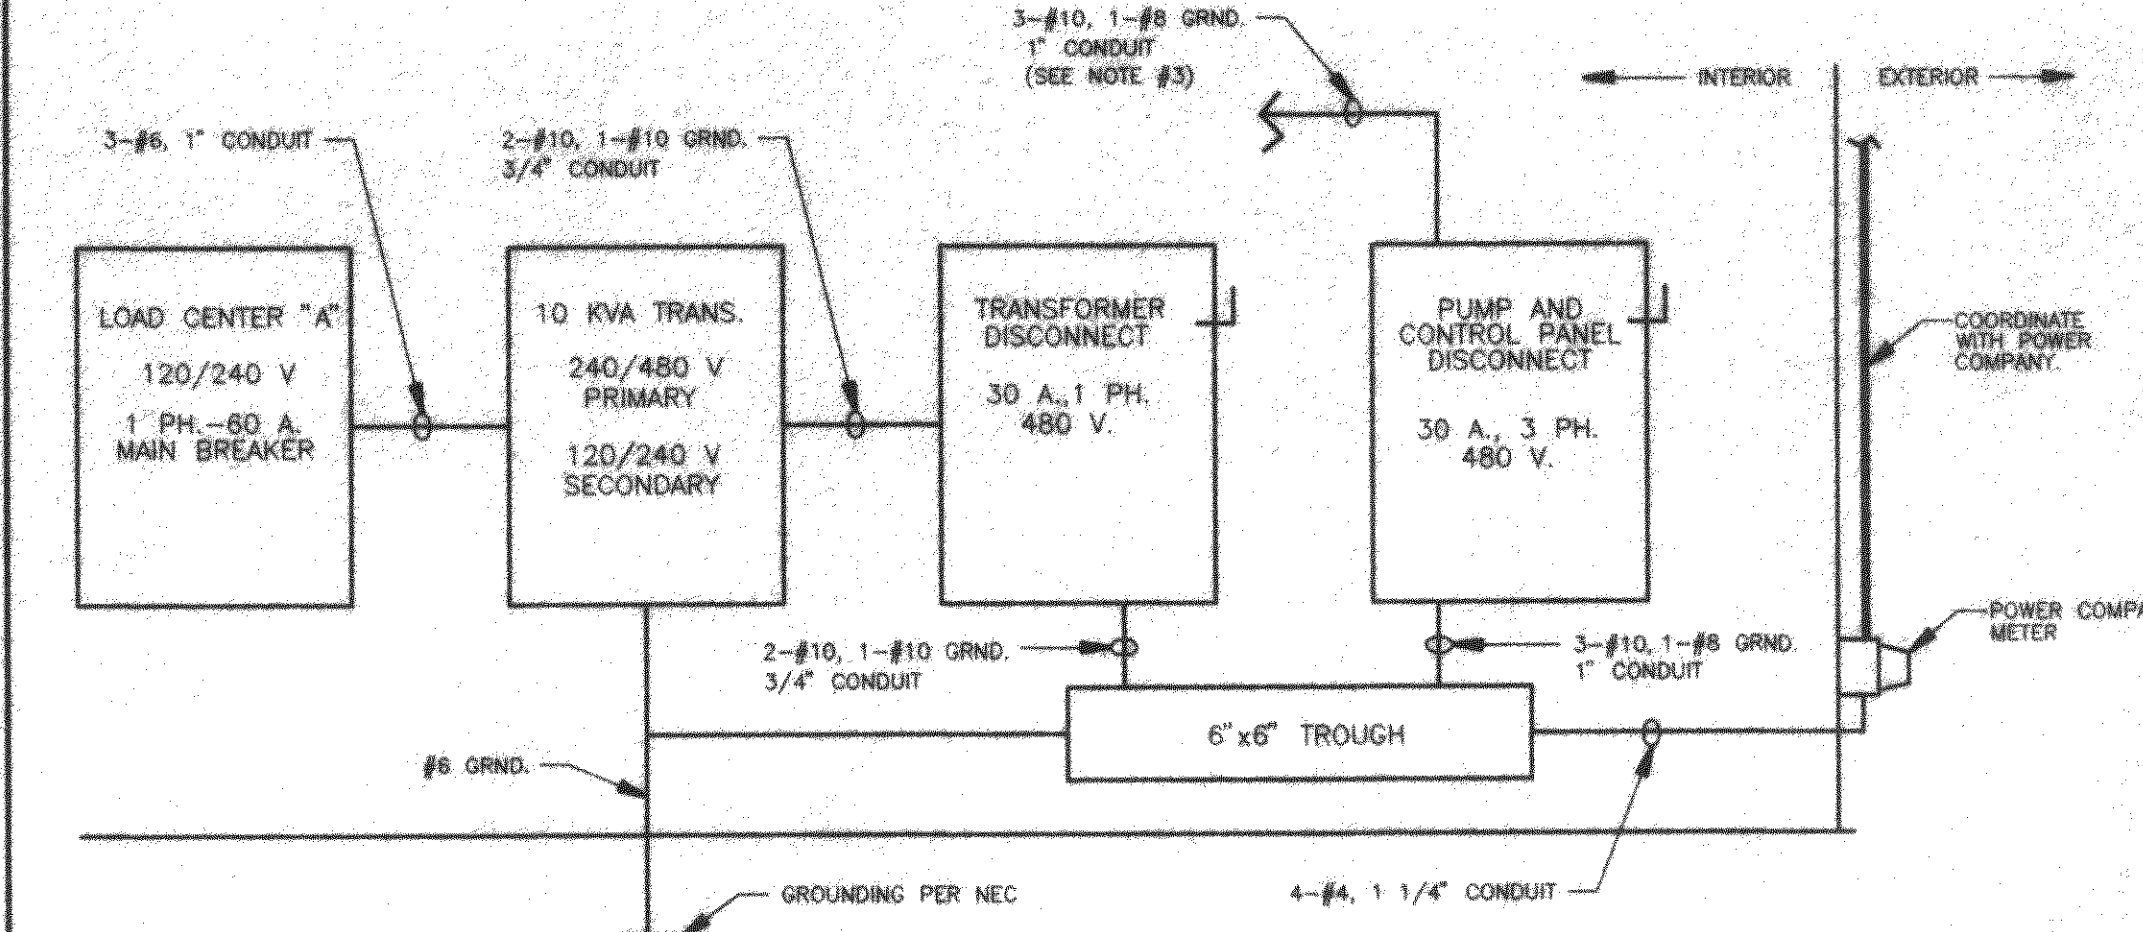 3-#10, 1-#8 GRND.
1" CONDUIT
(SEE NOTE #3)
INTERIOR
EXTERIOR
3-#6, 1" CONDUIT
2-#10, 1-#10 GRND.
3/4" CONDUIT
LOAD CENTER "A"
120/240 V
1 PH.-60 A.
MAIN BREAKER
10 KVA TRANS.
240/480 V
PRIMARY
120/240 V
SECONDARY
TRANSFORMER
DISCONNECT
30 A.,1 PH.
480 V.
PUMP AND
CONTROL PANEL
DISCONNECT
30 A., 3 PH.
480 V.
COORDINATE
WITH POWER
COMPANY.
POWER COMPA
METER
2-#10, 1-#10 GRND.
3/4" CONDUIT
3-#10, 1-#8 GRND.
1" CONDUIT
6"x6" TROUGH
GRND.
4-#4, 1 1/4" CONDUIT
GROUNDING PER NEC